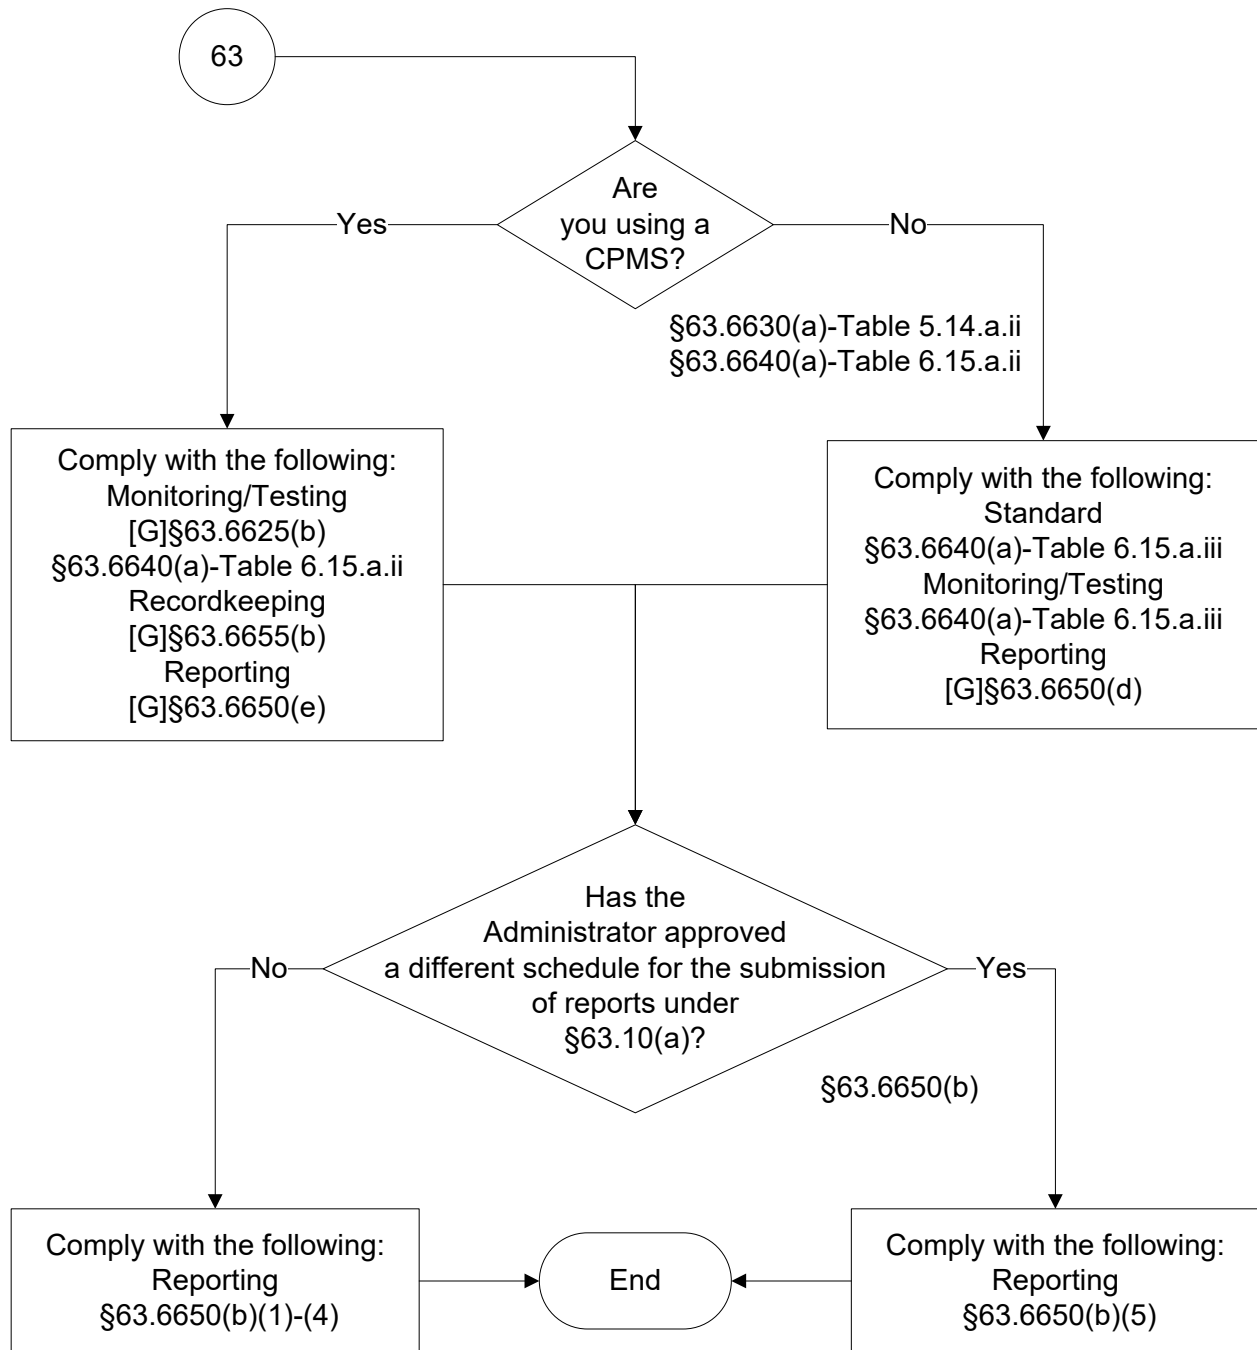 63
Are
you using a
CPMS?
Yes
No
§63.6630(a)-Table 5.14.a.ii
§63.6640(a)-Table 6.15.a.ii
Comply with the following:
Monitoring/Testing
[G]§63.6625(b)
§63.6640(a)-Table 6.15.a.ii
Recordkeeping
[G]§63.6655(b)
Reporting
[G]§63.6650(e)
Comply with the following:
Standard
§63.6640(a)-Table 6.15.a.iii
Monitoring/Testing
§63.6640(a)-Table 6.15.a.iii
Reporting
[G]§63.6650(d)
Has the
Administrator approved
a different schedule for the submission
of reports under
§63.10(a)?
No
Yes
§63.6650(b)
Comply with the following:
Reporting
§63.6650(b)(1)-(4)
End
Comply with the following:
Reporting
§63.6650(b)(5)